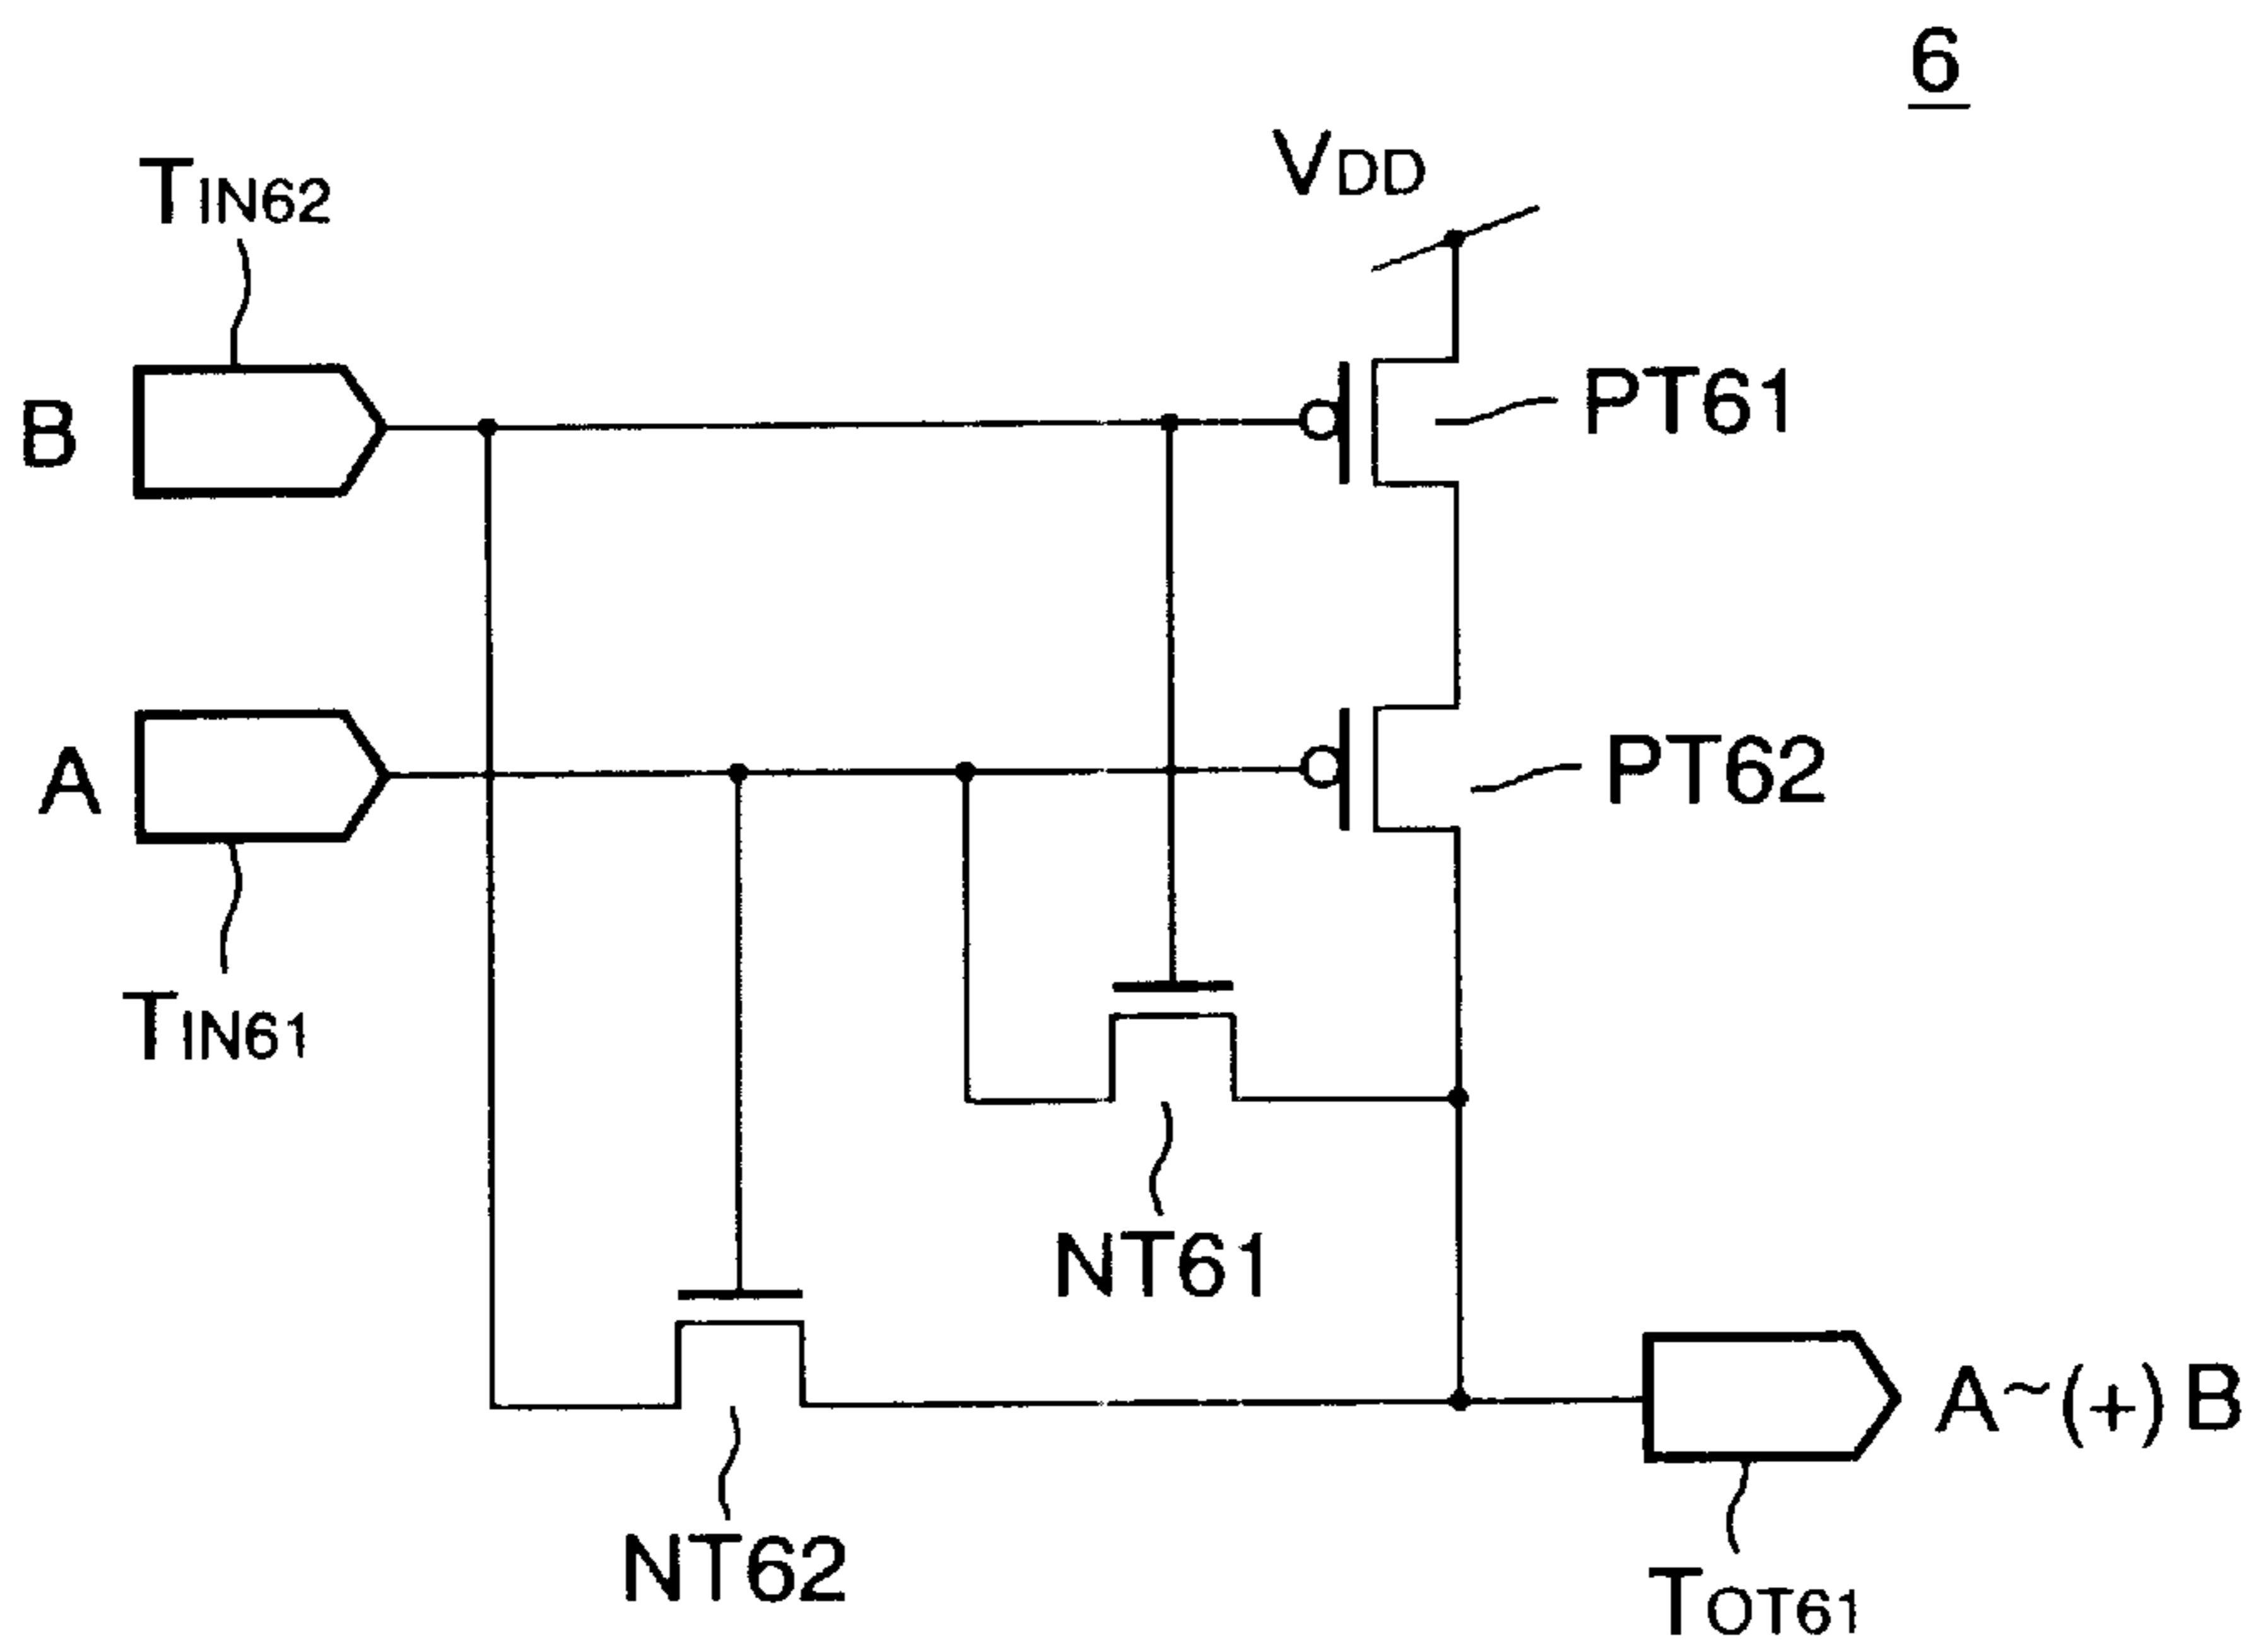 6
VDD
TIN62
PT61
B
A
PT62
TIN61
NT61
A~(+)B
NT62
TOT61